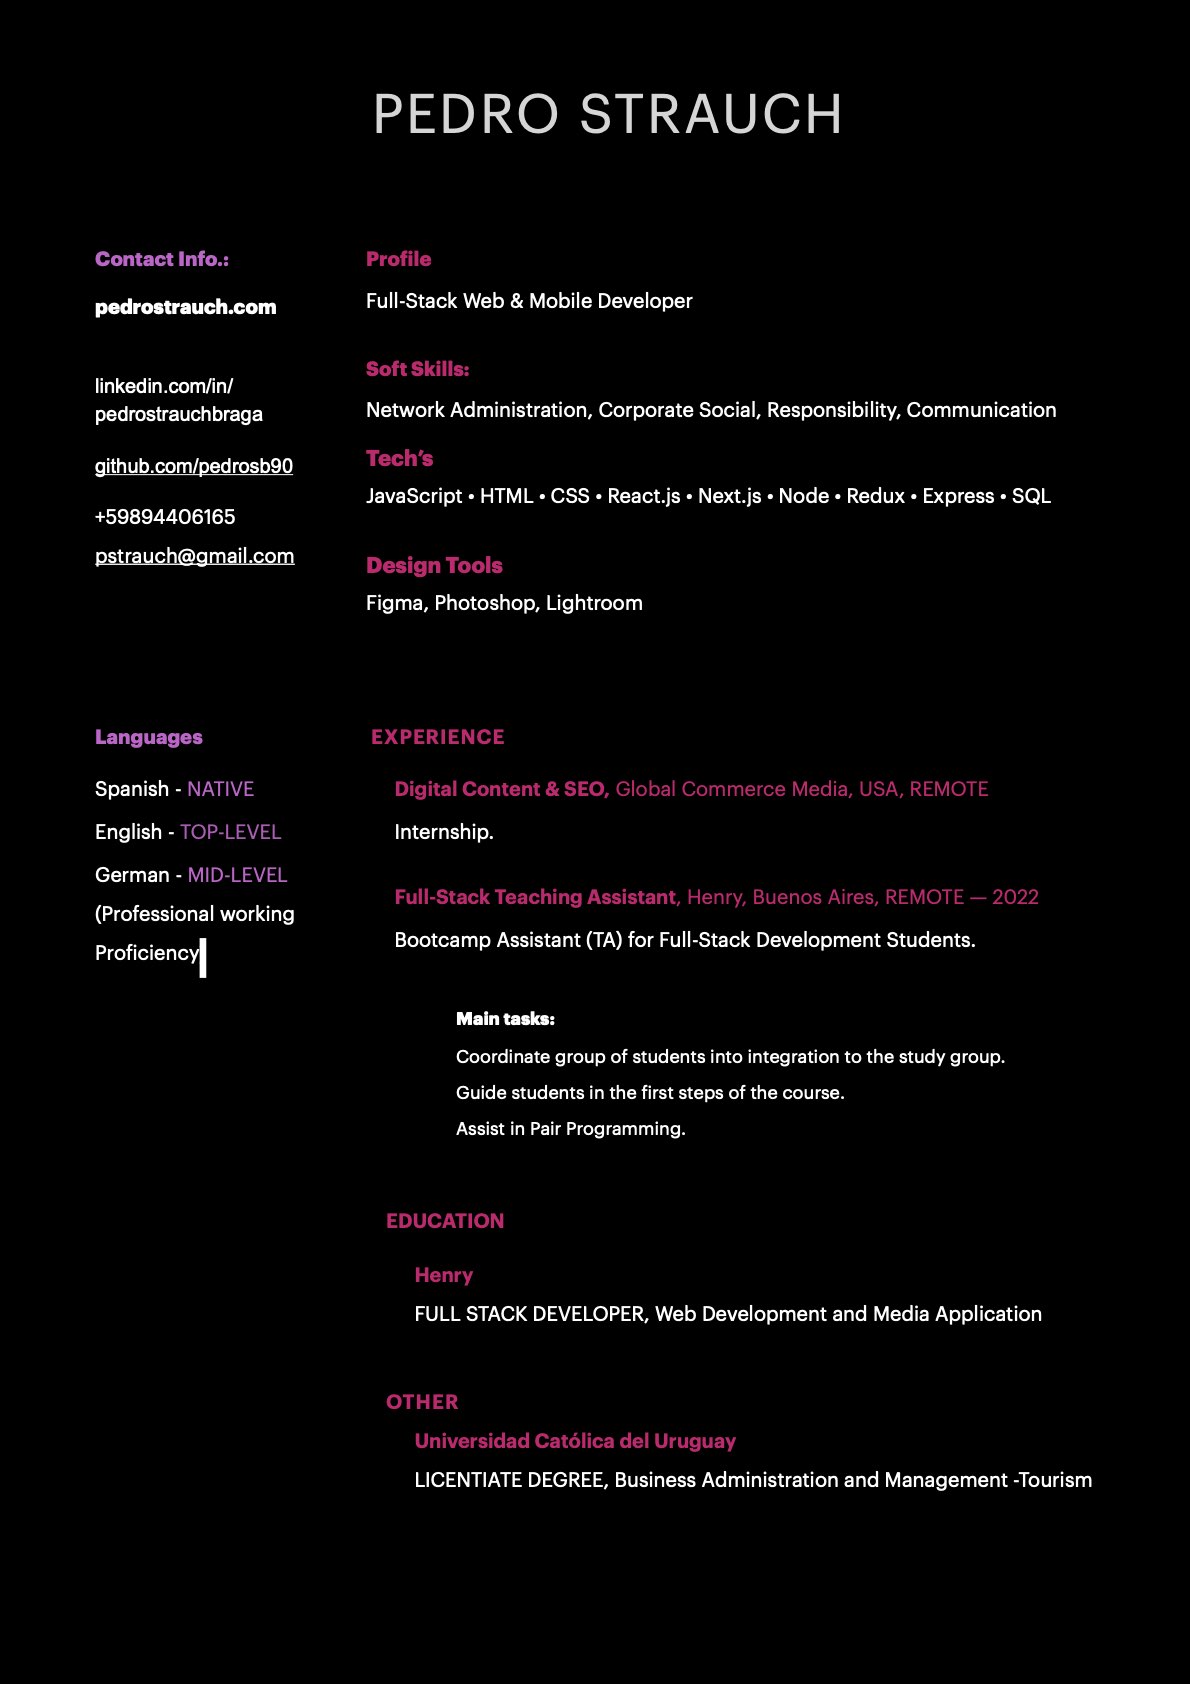 PEDRO STRAUCH
Contact Info.:
pedrostrauch.com
linkedin.com/in/
pedrostrauchbraga
github.com/pedrosb90
+59894406165
pstrauch@gmail.com
Profile
Full-Stack Web & Mobile Developer
Soft Skills:
Network Administration, Corporate Social, Responsibility, Communication
Tech's
JavaScript • HTML • CSS • React.js • Next.js • Node • Redux • Express • SQL
Design Tools
Figma, Photoshop, Lightroom
Languages
Spanish - NATIVE
English - TOP-LEVEL
German - MID-LEVEL
(Professional working
Proficiency
EXPERIENCE
Digital Content & SEO, Global Commerce Media, USA, REMOTE
Internship.
Full-Stack Teaching Assistant, Henry, Buenos Aires, REMOTE — 2022
Bootcamp Assistant (TA) for Full-Stack Development Students.
Main tasks:
Coordinate group of students into integration to the study group.
Guide students in the first steps of the course.
Assist in Pair Programming.
EDUCATION
Henry
FULL STACK DEVELOPER, Web Development and Media Application
OTHER
Universidad Católica del Uruguay
LICENTIATE DEGREE, Business Administration and Management -Tourism